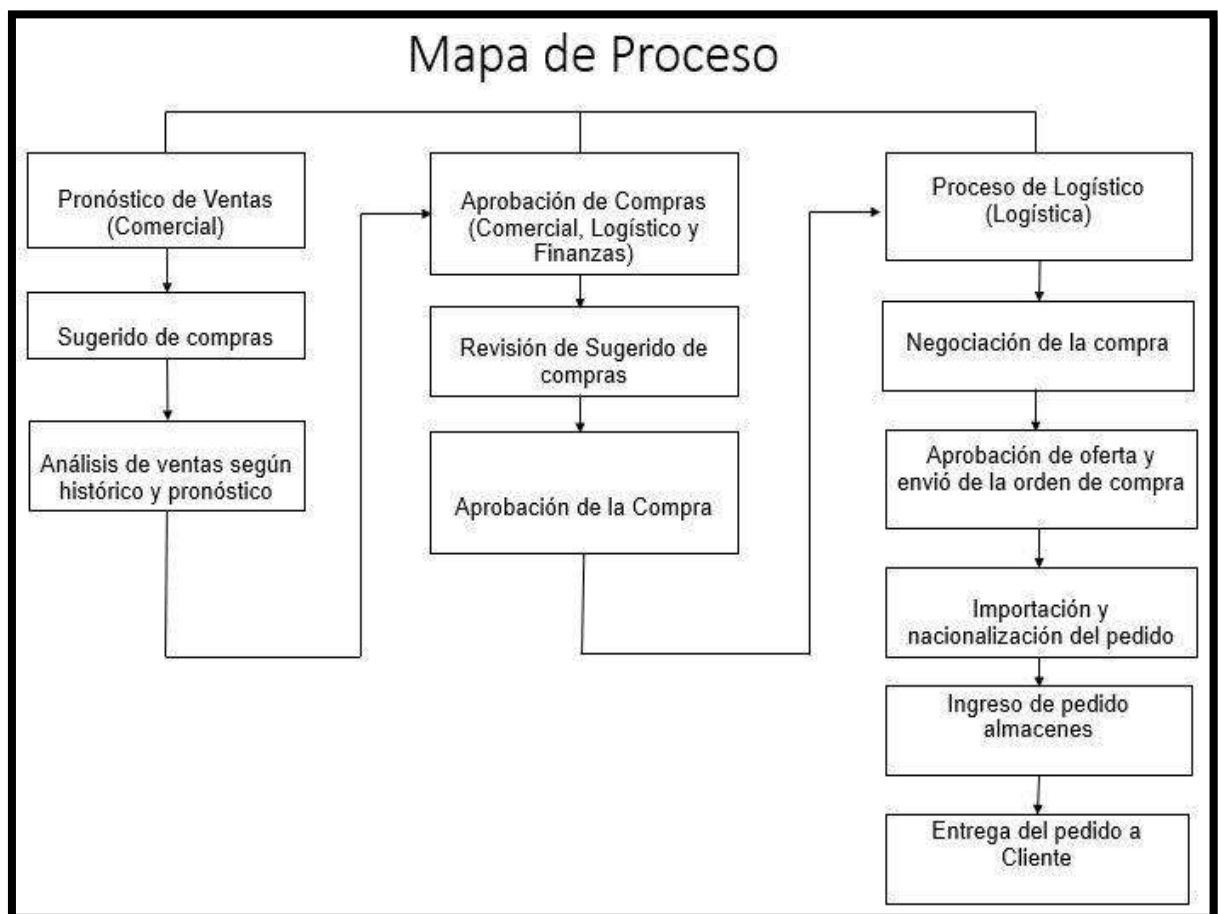 Mapa de Proceso
Pronóstico de Ventas
(Comercial)
Sugerido de compras
Análisis de ventas según
histórico y pronóstico
Aprobación de Compras
(Comercial, Logístico y
Finanzas)
Revisión de Sugerido de
compras
Aprobación de la Compra
Proceso de Logístico
(Logística)
Negociación de la compra
Aprobación de oferta y
envió de la orden de compra
Importación y
nacionalización del pedido
Ingreso de pedido
almacenes
Entrega del pedido a
Cliente